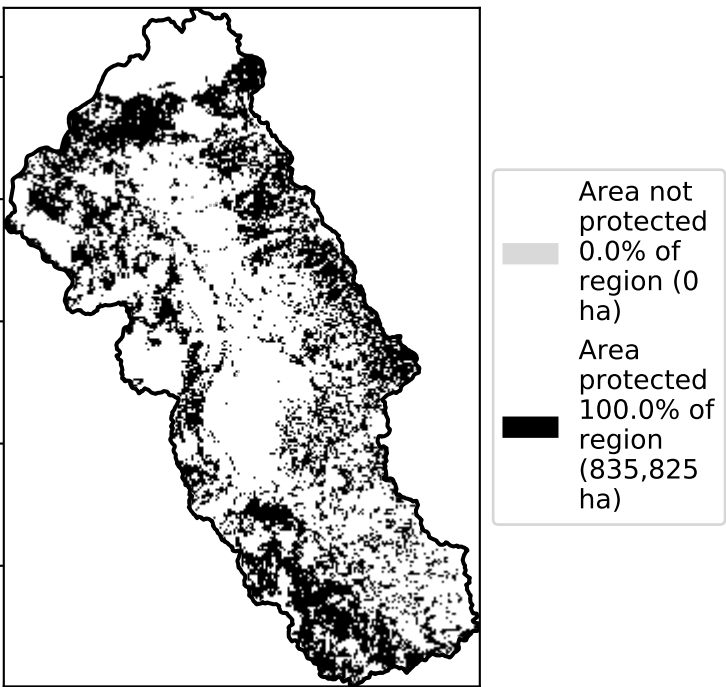 Area not
protected
0.0% of
region (0
ha)
Area
protected
100.0% of
region
(835,825
ha)